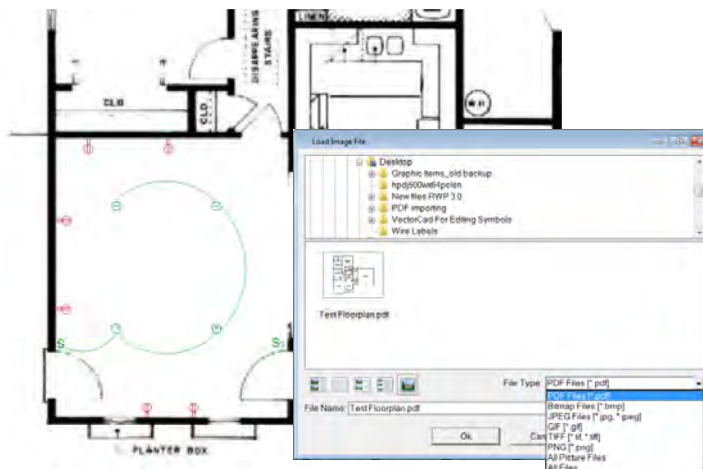 LINEN
DISAPPEARING
STAIRS
CLO
CLO.
W H
S
S
PLANTER BOX
Load Image File
Desktop
Graphic Items_old backup
hpdj500wx64pclen
New files RWP 3.0
PDF importing
VectorCad For Editing Symbols
Wire Labels
Test Floorplan.pdf
File Type: PDF Files [*.pdf]
PDF Files [*.pdf]
Bitmap Files [*.bmp]
JPEG Files [*.jpg, *.jpeg]
GIF [*.gif]
TIFF [*.tif, *.tiff]
PNG [*.png]
All Picture Files
All Files
File Name: Test Floorplan.pdf
Ok
Can